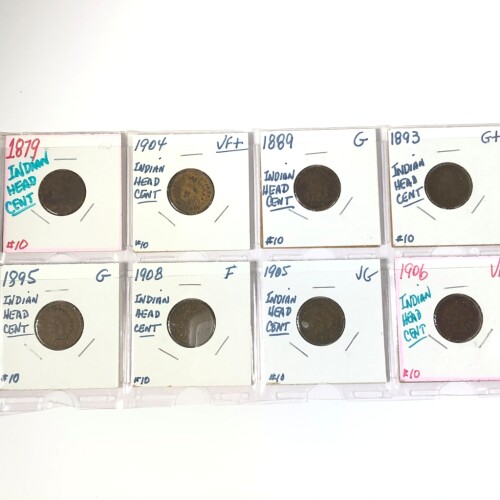 1879
INDIAN
HEAD
CENT
#10
1904 VF+
INDIAN
HEAD
CENT
#10
1889 G
INDIAN
HEAD
CENT
#10
1893 G+
INDIAN
HEAD
CENT
#10
1895 G
INDIAN
HEAD
CENT
#10
1908 F
INDIAN
HEAD
CENT
#10
1905 VG
INDIAN
HEAD
CENT
#10
1906
INDIAN
HEAD
CENT
#10